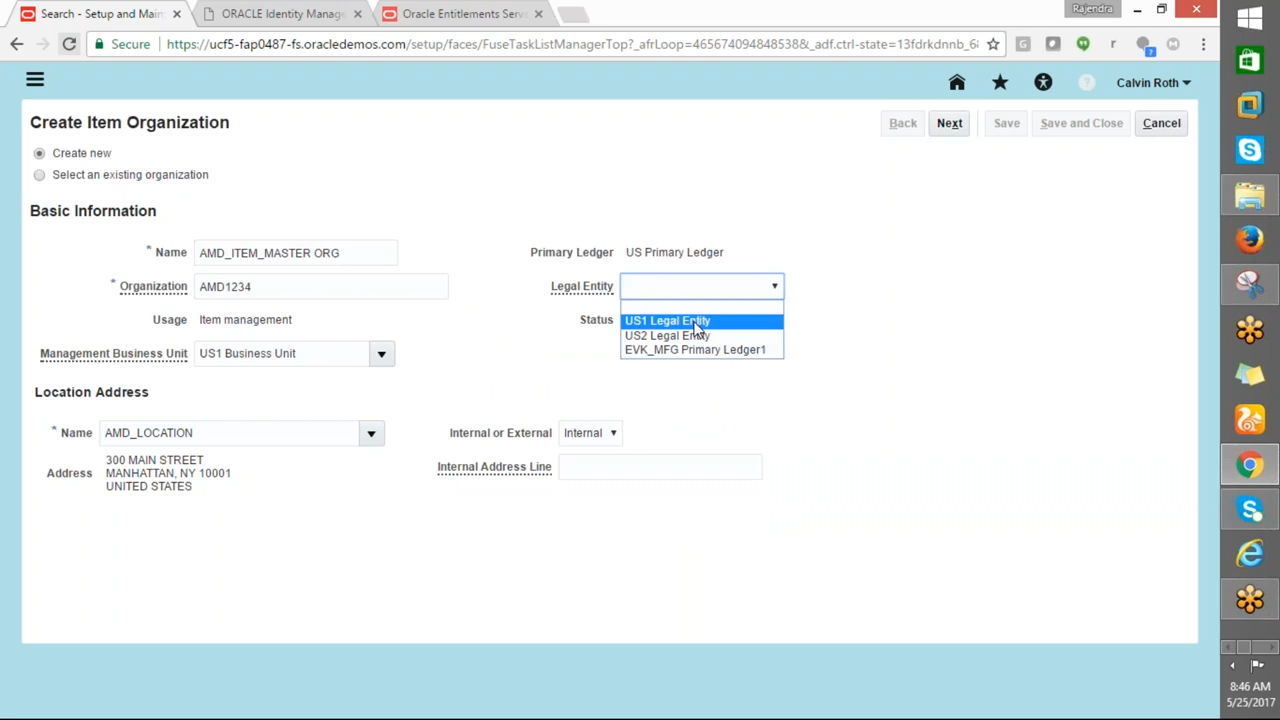 Search - Setup and Main
ORACLE Identity Manag
Oracle Entitlements Serv
Rajendra
Secure
https://ucf5-fap0487-fs.oracledemos.com/setup/faces/FuseTaskListManagerTop?_afrLoop=4656740948848538&_adf.ctrl-state=13fdrkdnnb_6
Calvin Roth
Create Item Organization
Back
Next
Save
Save and Close
Cancel
Create new
Select an existing organization
Basic Information
* Name AMD_ITEM_MASTER ORG
Primary Ledger US Primary Ledger
* Organization AMD1234
Legal Entity
Usage Item management
Status
US1 Legal Entity
US2 Legal Entity
EVK_MFG Primary Ledger1
Management Business Unit US1 Business Unit
Location Address
* Name AMD_LOCATION
Internal or External Internal
Address 300 MAIN STREET
MANHATTAN, NY 10001
UNITED STATES
Internal Address Line
8:46 AM
5/25/2017